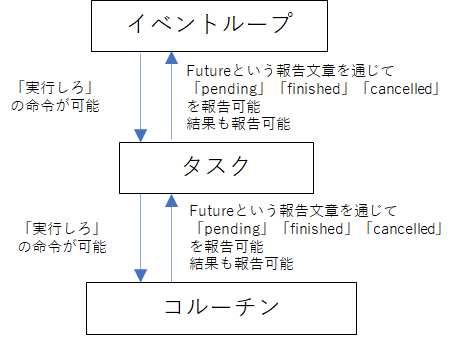 イベントループ
「実行しろ」
の命令が可能
Futureという報告文章を通じて
「pending」「finished」「cancelled」
を報告可能
結果も報告可能
タスク
「実行しろ」
の命令が可能
Futureという報告文章を通じて
「pending」「finished」「cancelled」
を報告可能
結果も報告可能
コルーチン